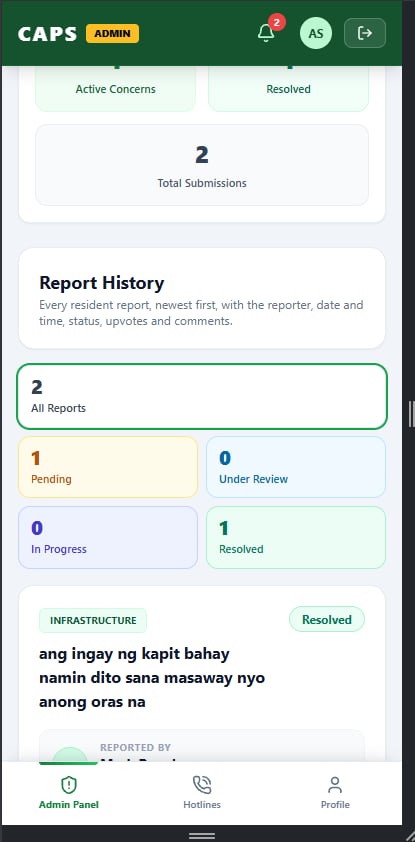 CAPS ADMIN 2 AS
Active Concerns Resolved
2
Total Submissions
Report History
Every resident report, newest first, with the reporter, date and
time, status, upvotes and comments.
2
All Reports
1 0
Pending Under Review
0 1
In Progress Resolved
INFRASTRUCTURE Resolved
ang ingay ng kapit bahay
namin dito sana masaway nyo
anong oras na
REPORTED BY
Admin Panel Hotlines Profile